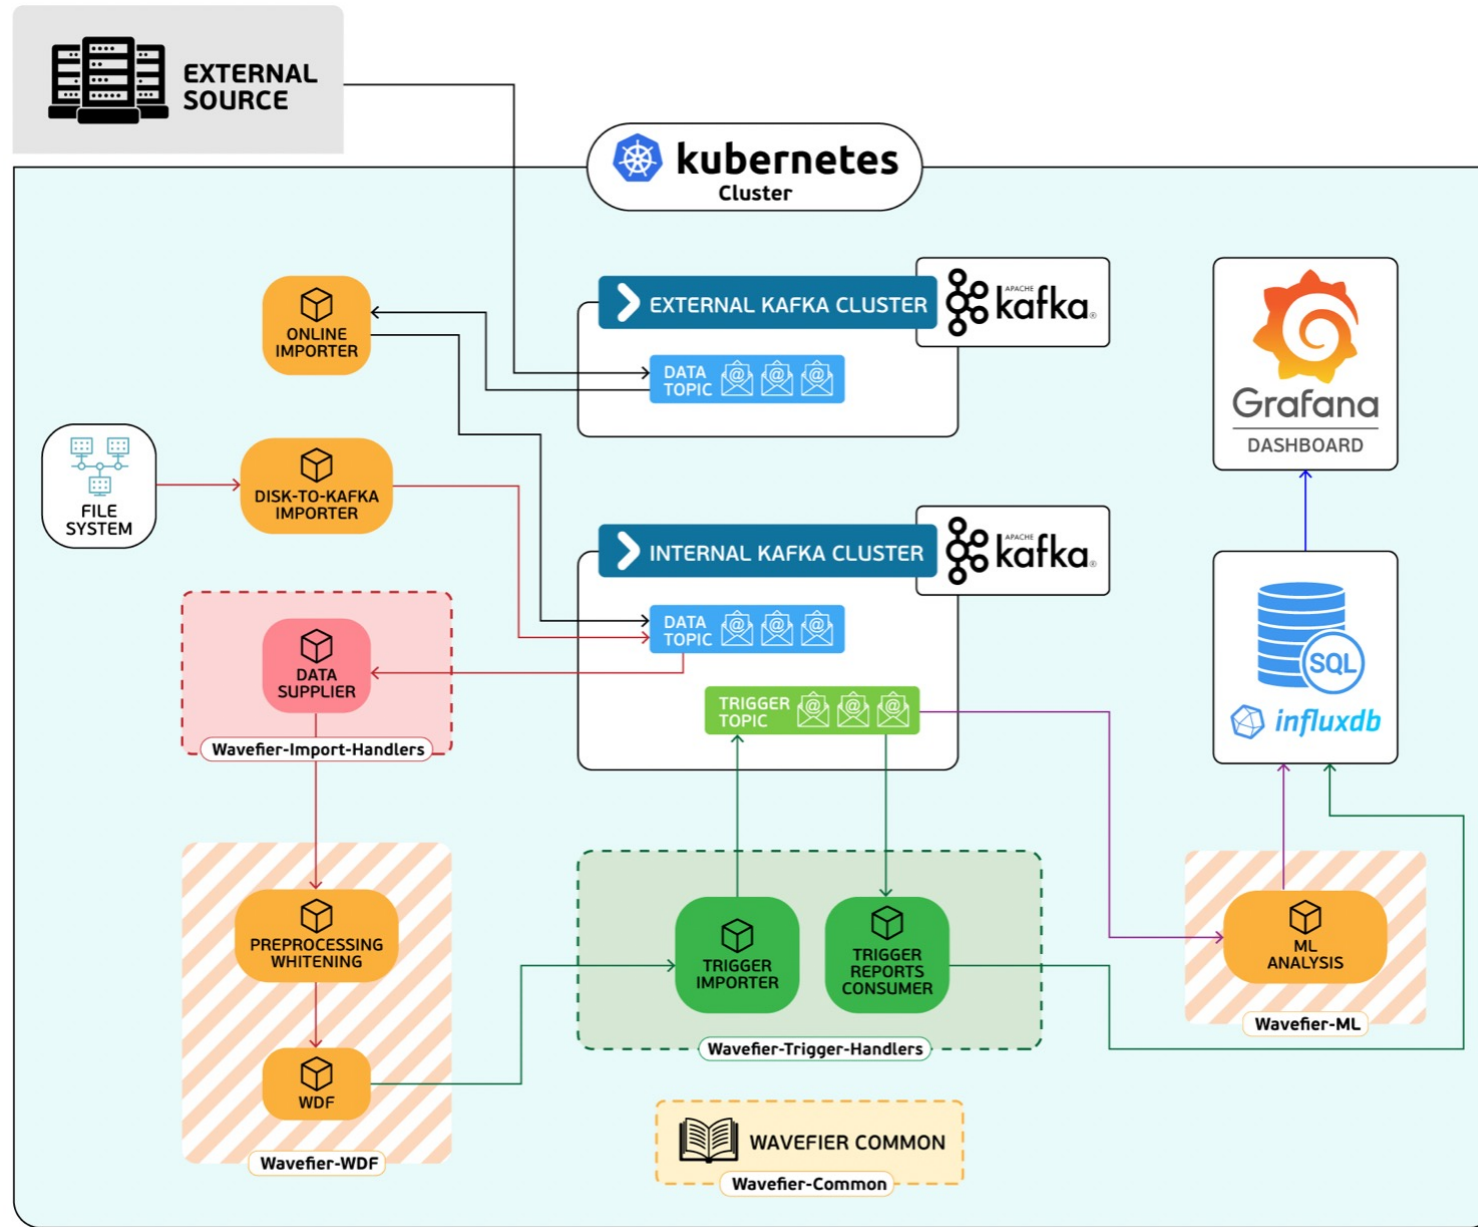 EXTERNAL
SOURCE
kubernetes
Cluster
ONLINE
IMPORTER
EXTERNAL KAFKA CLUSTER
APACHE
kafka®
DATA
TOPIC
@ @ @
Grafana
DASHBOARD
FILE
SYSTEM
DISK-TO-KAFKA
IMPORTER
INTERNAL KAFKA CLUSTER
APACHE
kafka®
DATA
TOPIC
@ @ @
DATA
SUPPLIER
Wavefier-Import-Handlers
TRIGGER
TOPIC
@ @ @
SQL
influxdb
PREPROCESSING
WHITENING
WDF
Wavefier-WDF
TRIGGER
IMPORTER
TRIGGER
REPORTS
CONSUMER
Wavefier-Trigger-Handlers
ML
ANALYSIS
Wavefier-ML
WAVEFIER COMMON
Wavefier-Common